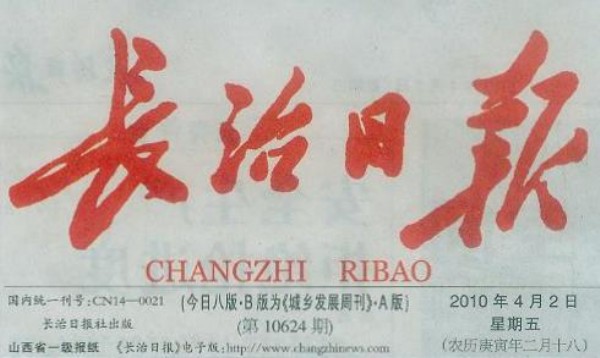 长治日报
CHANGZHI RIBAO
国内统一刊号:CN14—0021
长治日报社出版
山西省一级报纸 《长治日报》电子版:http://www.changzhinews.com
(今日八版·B版为《城乡发展周刊》·A版)
(第10624期)
2010年4月2日
星期五
(农历庚寅年二月十八)